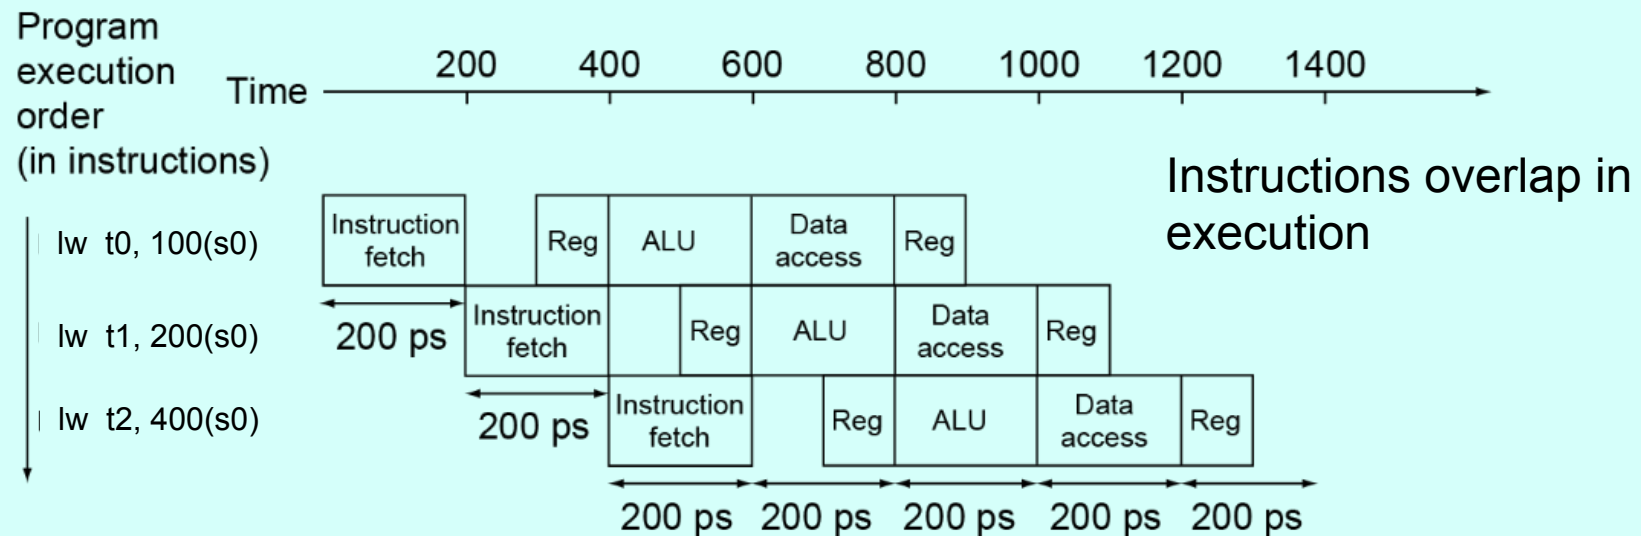 Program
execution
order
(in instructions)
Time
200 400 600 800 1000 1200 1400
Instructions overlap in
execution
lw t0, 100(s0)
Instruction
fetch
Reg
ALU
Data
access
Reg
200 ps
lw t1, 200(s0)
Instruction
fetch
Reg
ALU
Data
access
Reg
200 ps
lw t2, 400(s0)
Instruction
fetch
Reg
ALU
Data
access
Reg
200 ps 200 ps 200 ps 200 ps 200 ps